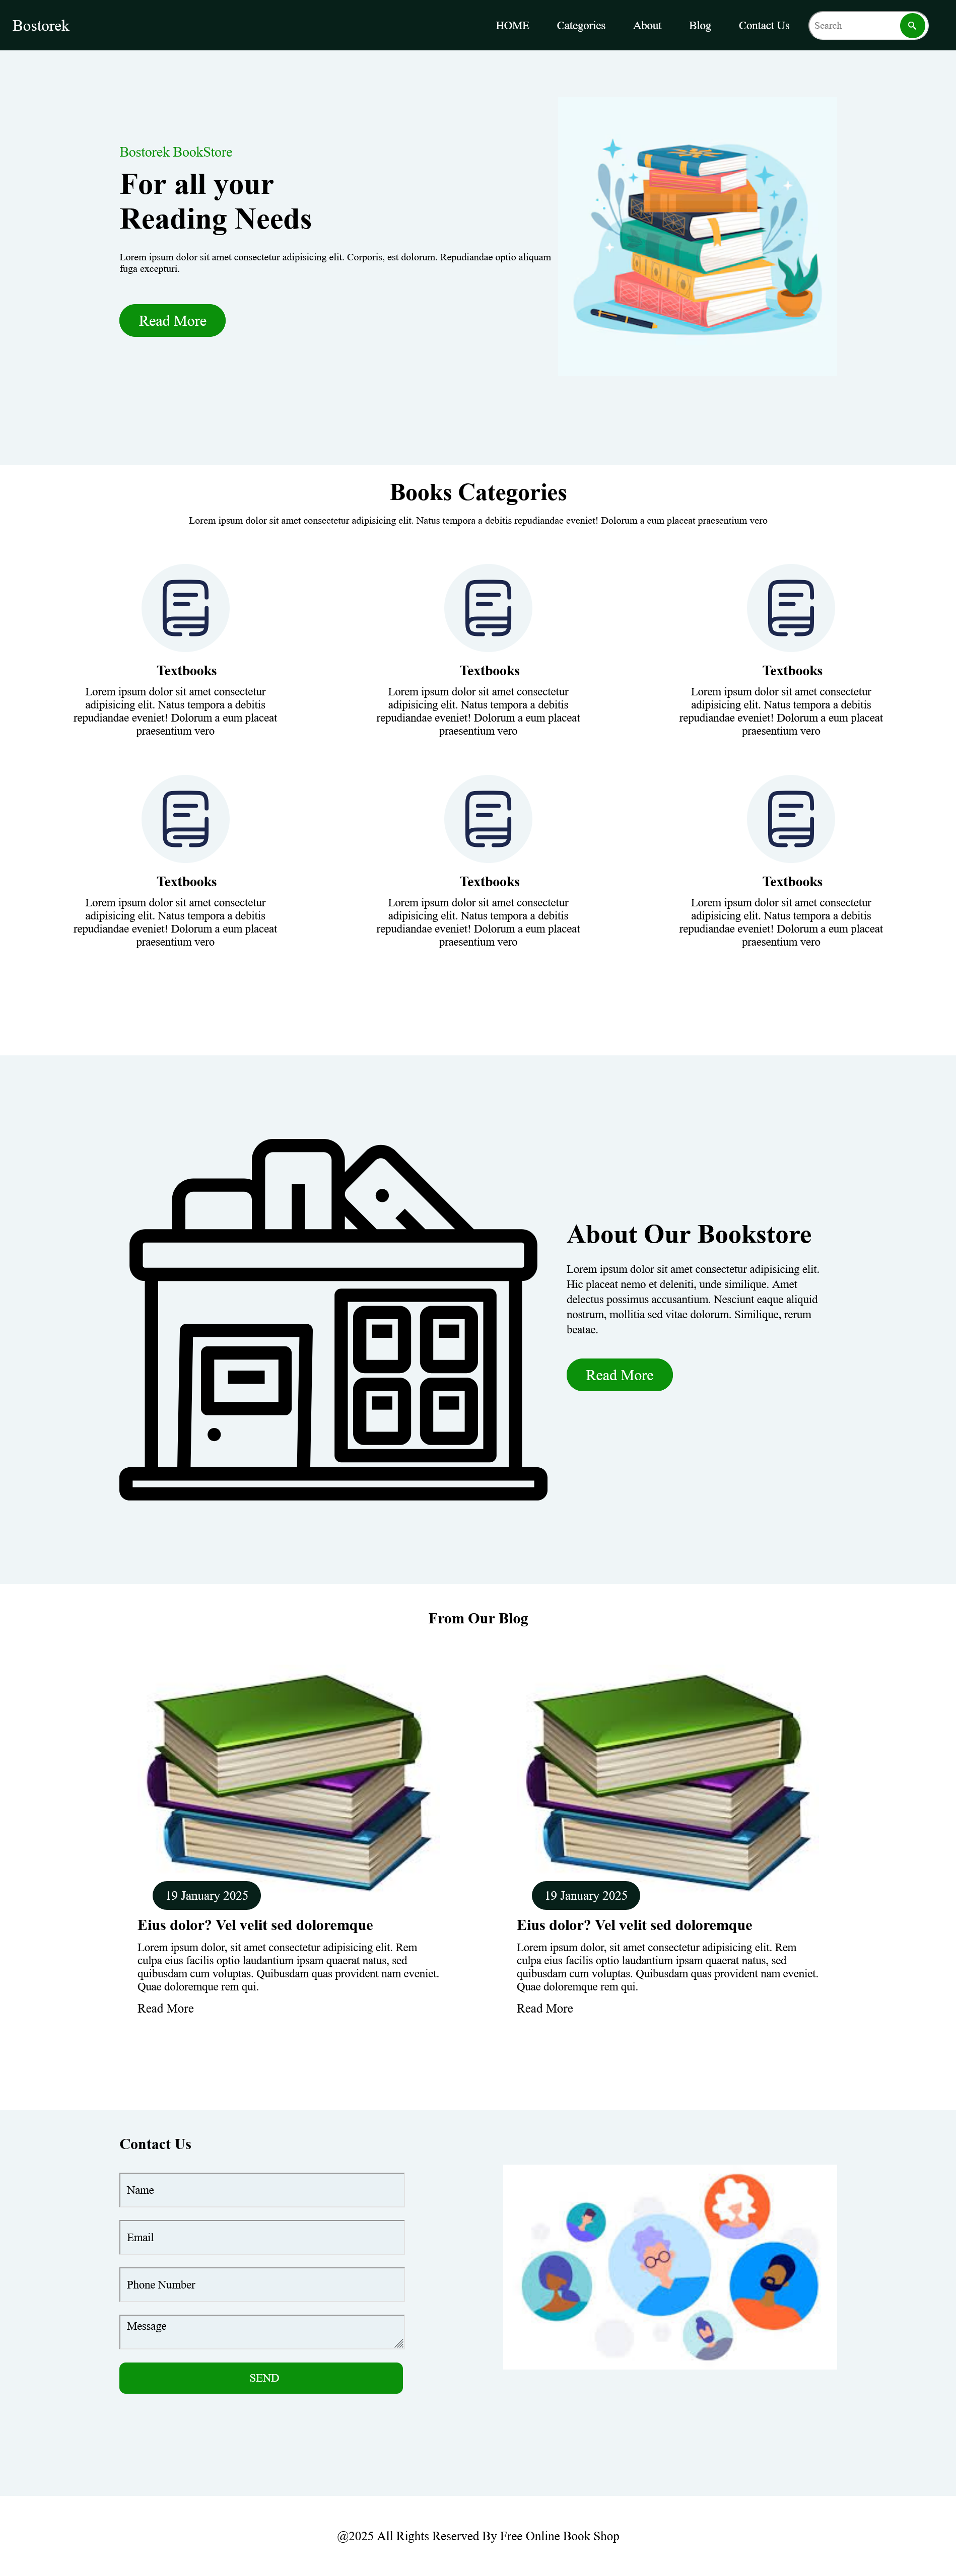 Bostorek
HOME Categories About Blog Contact Us Search
Bostorek BookStore
For all your
Reading Needs
Lorem ipsum dolor sit amet consectetur adipisicing elit. Corporis, est dolorum. Repudiandae optio aliquam
fuga excepturi.
Read More
Books Categories
Lorem ipsum dolor sit amet consectetur adipisicing elit. Natus tempora a debitis repudiandae eveniet! Dolorum a eum placeat praesentium vero
Textbooks
Lorem ipsum dolor sit amet consectetur
adipisicing elit. Natus tempora a debitis
repudiandae eveniet! Dolorum a eum placeat
praesentium vero
Textbooks
Lorem ipsum dolor sit amet consectetur
adipisicing elit. Natus tempora a debitis
repudiandae eveniet! Dolorum a eum placeat
praesentium vero
Textbooks
Lorem ipsum dolor sit amet consectetur
adipisicing elit. Natus tempora a debitis
repudiandae eveniet! Dolorum a eum placeat
praesentium vero
Textbooks
Lorem ipsum dolor sit amet consectetur
adipisicing elit. Natus tempora a debitis
repudiandae eveniet! Dolorum a eum placeat
praesentium vero
Textbooks
Lorem ipsum dolor sit amet consectetur
adipisicing elit. Natus tempora a debitis
repudiandae eveniet! Dolorum a eum placeat
praesentium vero
Textbooks
Lorem ipsum dolor sit amet consectetur
adipisicing elit. Natus tempora a debitis
repudiandae eveniet! Dolorum a eum placeat
praesentium vero
About Our Bookstore
Lorem ipsum dolor sit amet consectetur adipisicing elit.
Hic placeat nemo et deleniti, unde similique. Amet
delectus possimus accusantium. Nesciunt eaque aliquid
nostrum, mollitia sed vitae dolorum. Similique, rerum
beatae.
Read More
From Our Blog
19 January 2025
Eius dolor? Vel velit sed doloremque
Lorem ipsum dolor, sit amet consectetur adipisicing elit. Rem
culpa eius facilis optio laudantium ipsam quaerat natus, sed
quibusdam cum voluptas. Quibusdam quas provident nam eveniet.
Quae doloremque rem qui.
Read More
19 January 2025
Eius dolor? Vel velit sed doloremque
Lorem ipsum dolor, sit amet consectetur adipisicing elit. Rem
culpa eius facilis optio laudantium ipsam quaerat natus, sed
quibusdam cum voluptas. Quibusdam quas provident nam eveniet.
Quae doloremque rem qui.
Read More
Contact Us
Name
Email
Phone Number
Message
SEND
@2025 All Rights Reserved By Free Online Book Shop